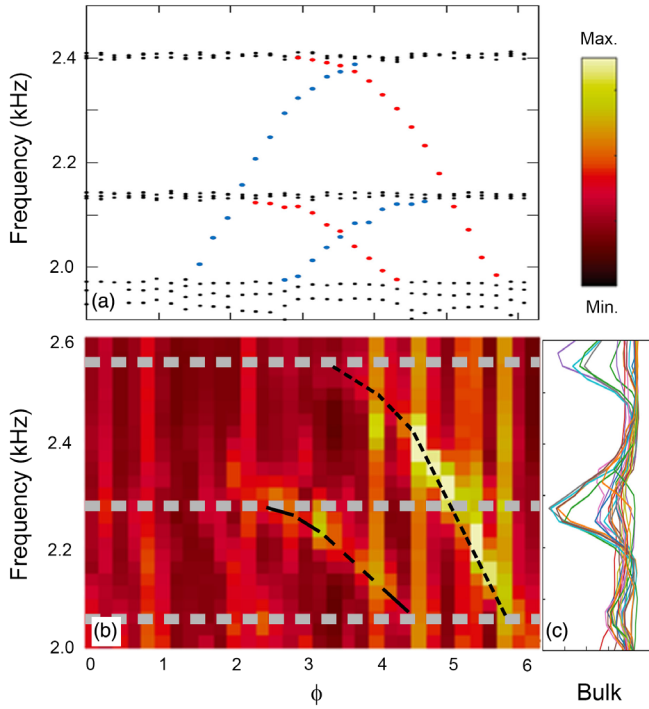 2.4
2.2
2.0
Frequency (kHz)
(a)
Max.
Min.
2.6
2.4
2.2
2.0
Frequency (kHz)
(b)
0 1 2 3 4 5 6
ϕ
(c)
Bulk